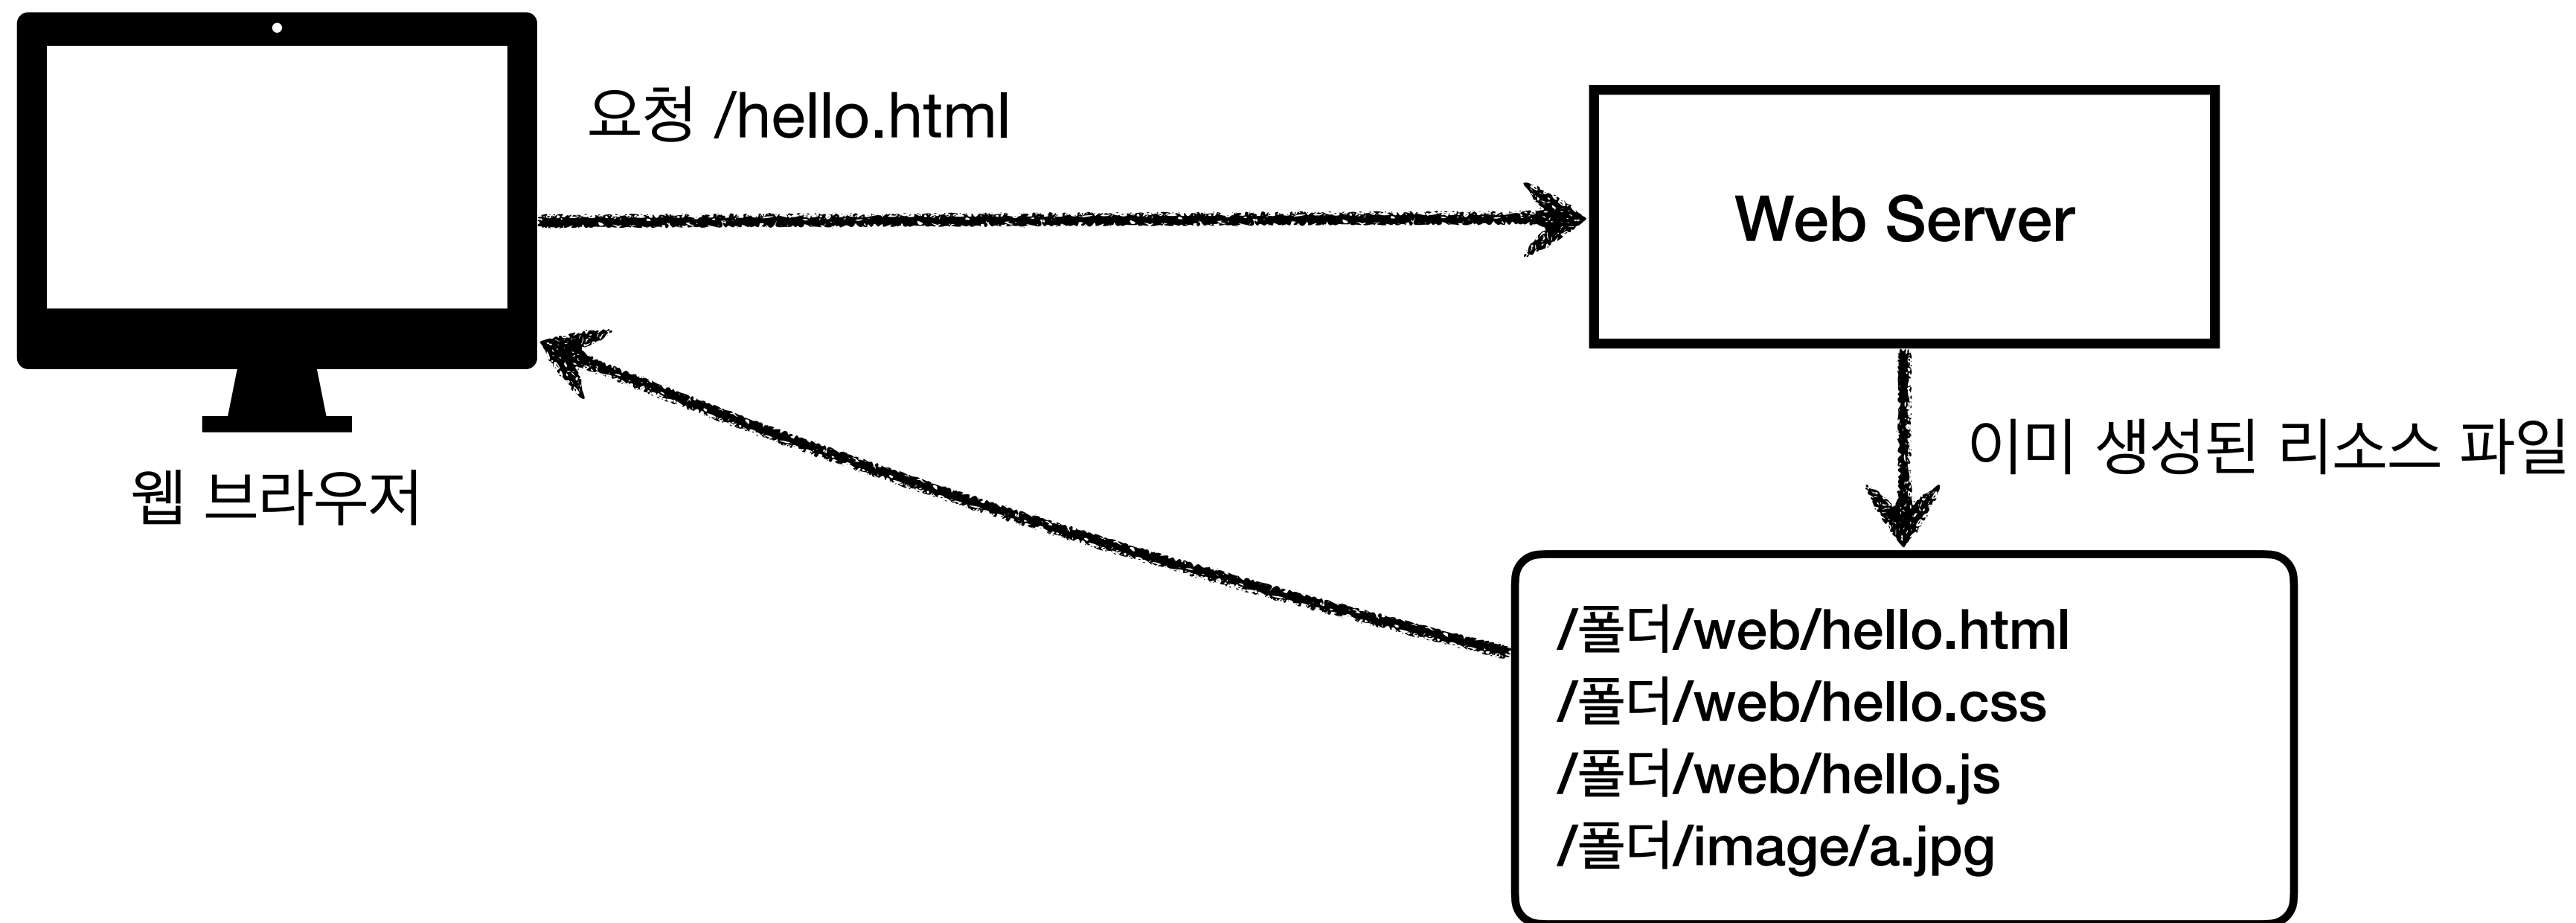 요청 /hello.html
Web Server
웹 브라우저
이미 생성된 리소스 파일
/폴더/web/hello.html
/폴더/web/hello.css
/폴더/web/hello.js
/폴더/image/a.jpg